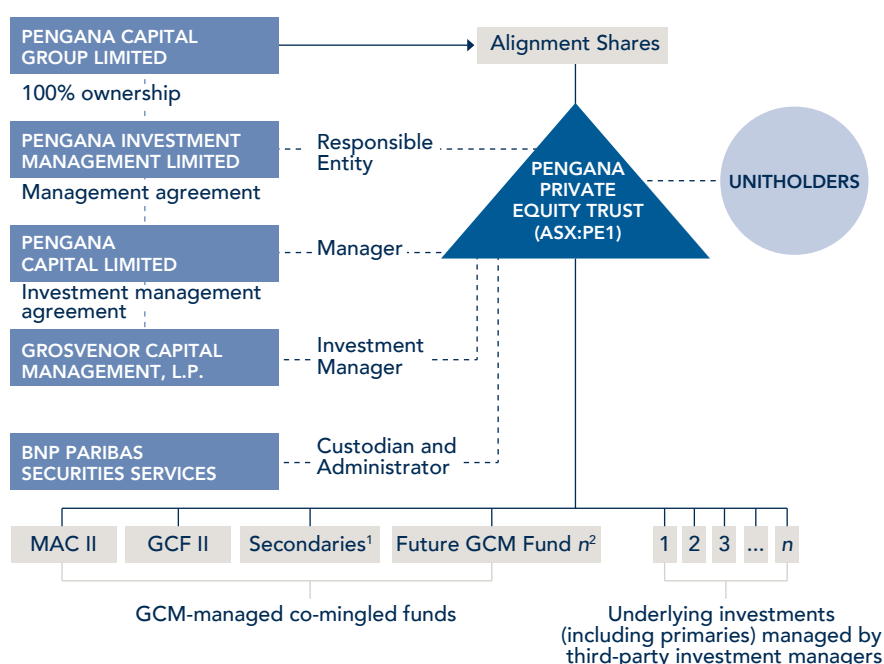 PENGANA CAPITAL
GROUP LIMITED
Alignment Shares
100% ownership
PENGANA INVESTMENT
MANAGEMENT LIMITED
Responsible
Entity
Management agreement
PENGANA
PRIVATE
EQUITY TRUST
(ASX:PE1)
UNITHOLDERS
PENGANA
CAPITAL LIMITED
Manager
Investment management
agreement
GROSVENOR CAPITAL
MANAGEMENT, L.P.
Investment
Manager
BNP PARIBAS
SECURITIES SERVICES
Custodian and
Administrator
MAC II
GCF II
Secondaries¹
Future GCM Fund n²
1
2
3
...
n
GCM-managed co-mingled funds
Underlying investments
(including primaries) managed by
third-party investment managers